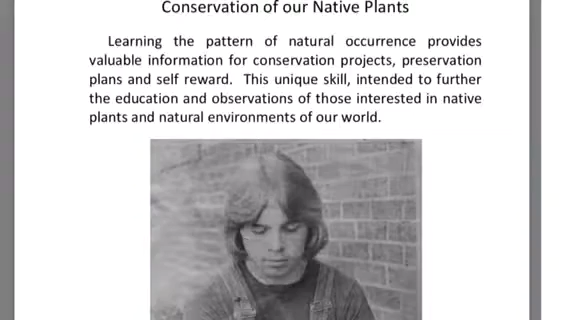 Conservation of our Native Plants
Learning the pattern of natural occurrence provides
valuable information for conservation projects, preservation
plans and self reward. This unique skill, intended to further
the education and observations of those interested in native
plants and natural environments of our world.